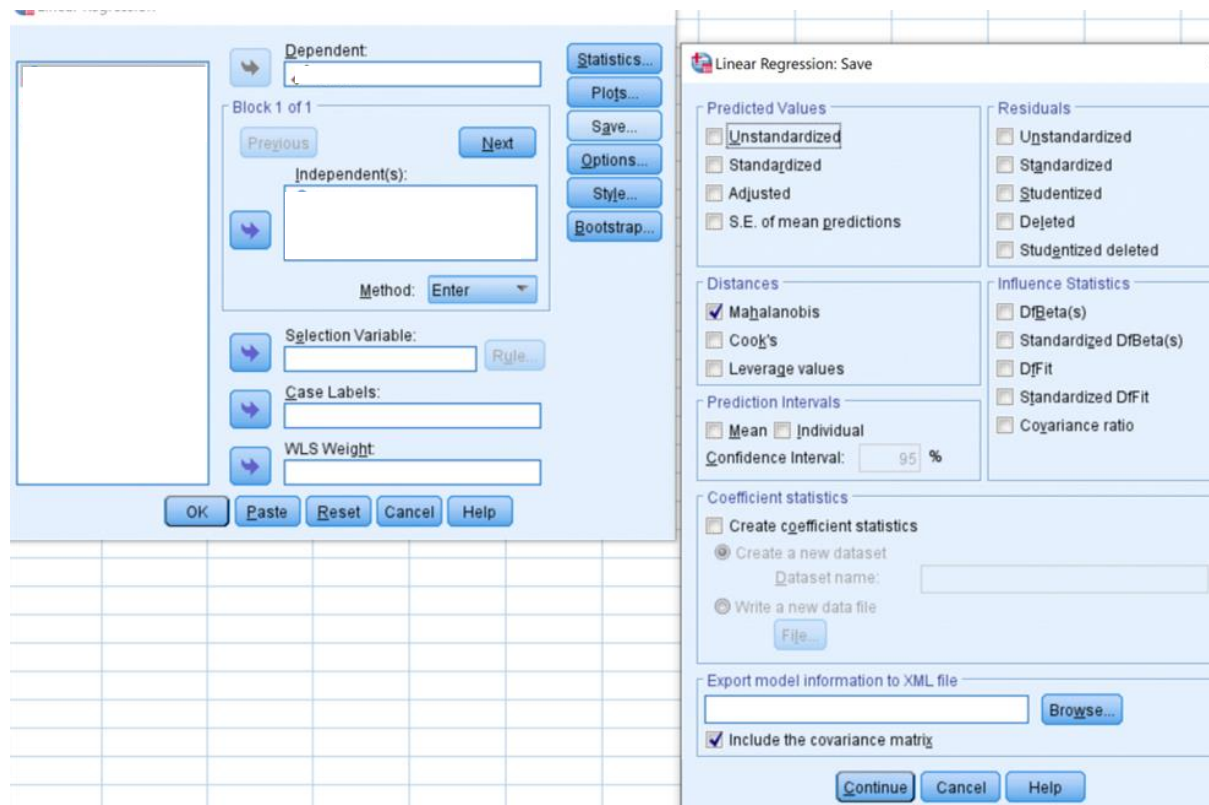 Linear Regression
Dependent:
Block 1 of 1
Previous
Next
Independent(s):
Method: Enter
Selection Variable:
Rule...
Case Labels:
WLS Weight:
OK Paste Reset Cancel Help
Statistics...
Plots...
Save...
Options...
Style...
Bootstrap...
Linear Regression: Save
Predicted Values
Unstandardized
Standardized
Adjusted
S.E. of mean predictions
Residuals
Unstandardized
Standardized
Studentized
Deleted
Studentized deleted
Distances
Mahalanobis
Cook's
Leverage values
Influence Statistics
DfBeta(s)
Standardized DfBeta(s)
DfFit
Standardized DfFit
Covariance ratio
Prediction Intervals
Mean Individual
Confidence Interval: 95 %
Coefficient statistics
Create coefficient statistics
Create a new dataset
Dataset name:
Write a new data file
File...
Export model information to XML file
Browse...
Include the covariance matrix
Continue Cancel Help